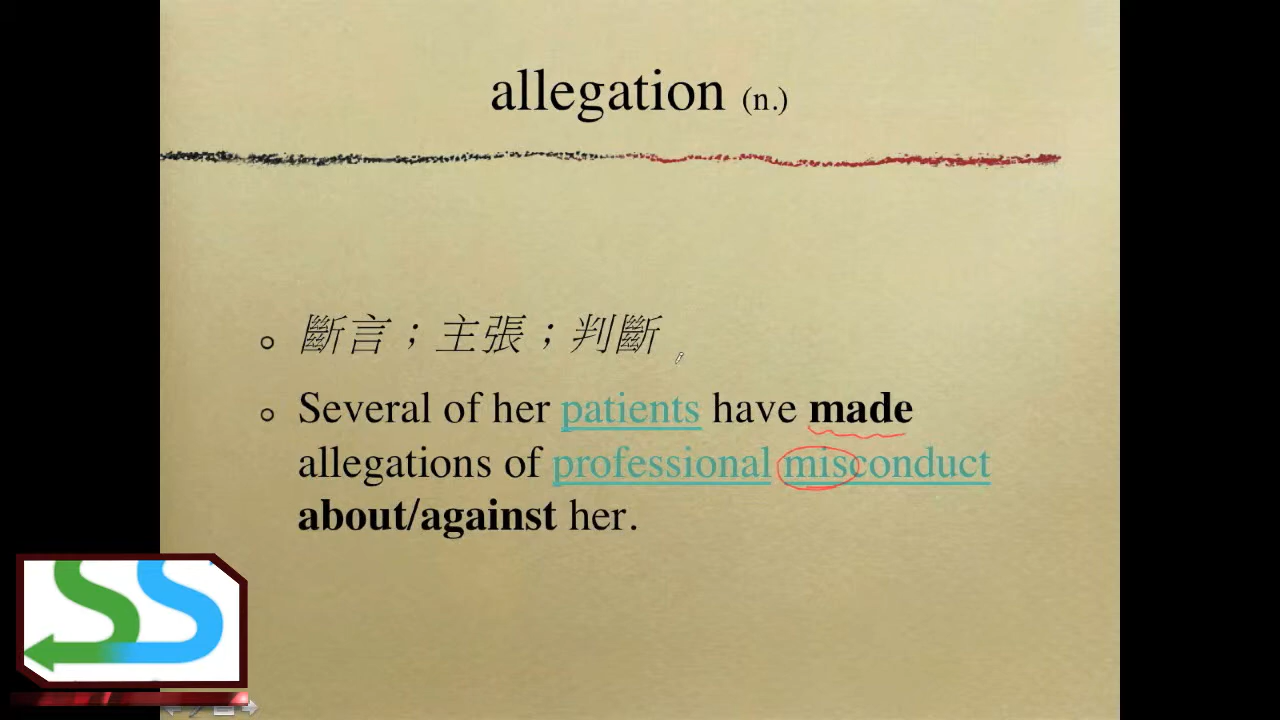 allegation (n.)
斷言；主張；判斷
Several of her patients have made
allegations of professional misconduct
about/against her.
SS